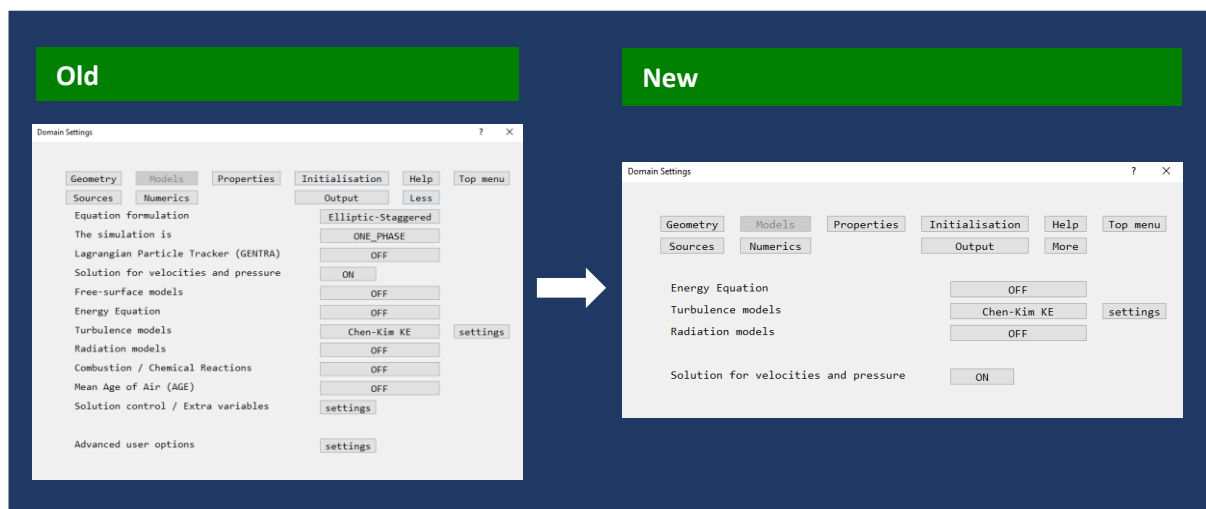 Old
Domain Settings ? ×
Geometry Models Properties Initialisation Help Top menu
Sources Numerics Output Less
Equation formulation Elliptic-Staggered
The simulation is ONE_PHASE
Lagrangian Particle Tracker (GENTRA) OFF
Solution for velocities and pressure ON
Free-surface models OFF
Energy Equation OFF
Turbulence models Chen-Kim KE settings
Radiation models OFF
Combustion / Chemical Reactions OFF
Mean Age of Air (AGE) OFF
Solution control / Extra variables settings
Advanced user options settings
New
Domain Settings ? ×
Geometry Models Properties Initialisation Help Top menu
Sources Numerics Output More
Energy Equation OFF
Turbulence models Chen-Kim KE settings
Radiation models OFF
Solution for velocities and pressure ON